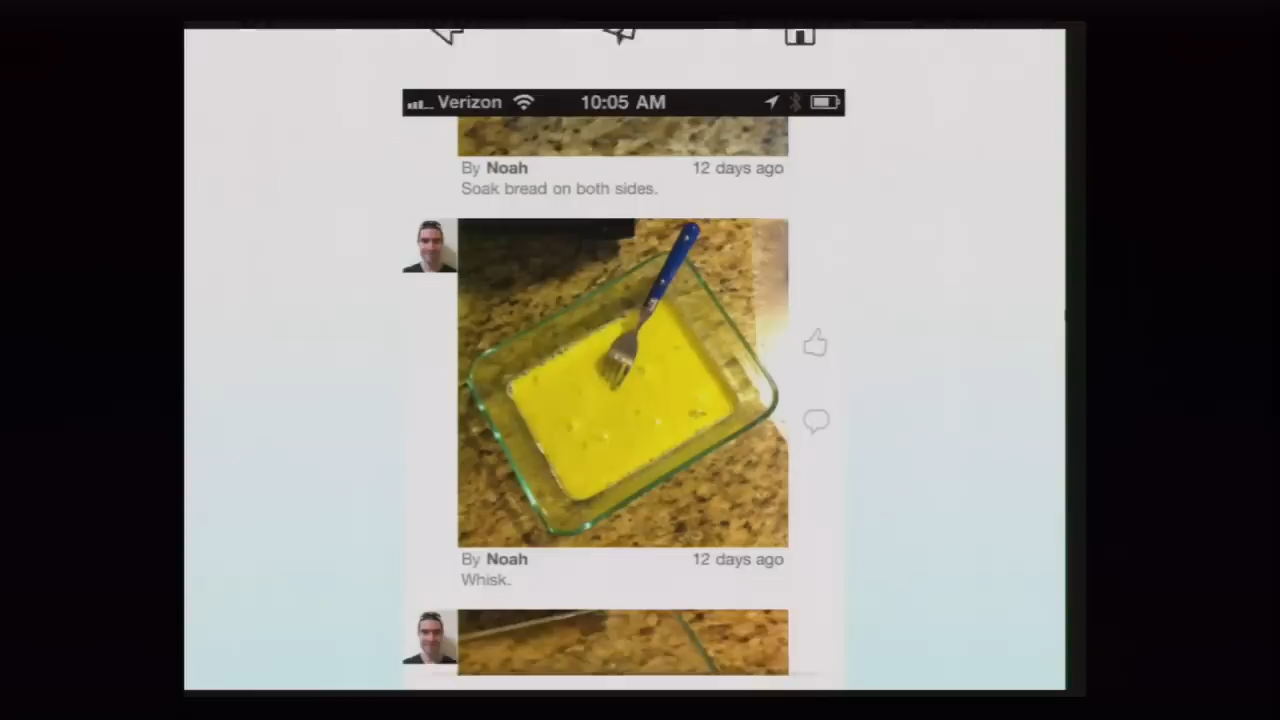 Verizon 10:05 AM
By Noah 12 days ago
Soak bread on both sides.
By Noah 12 days ago
Whisk.